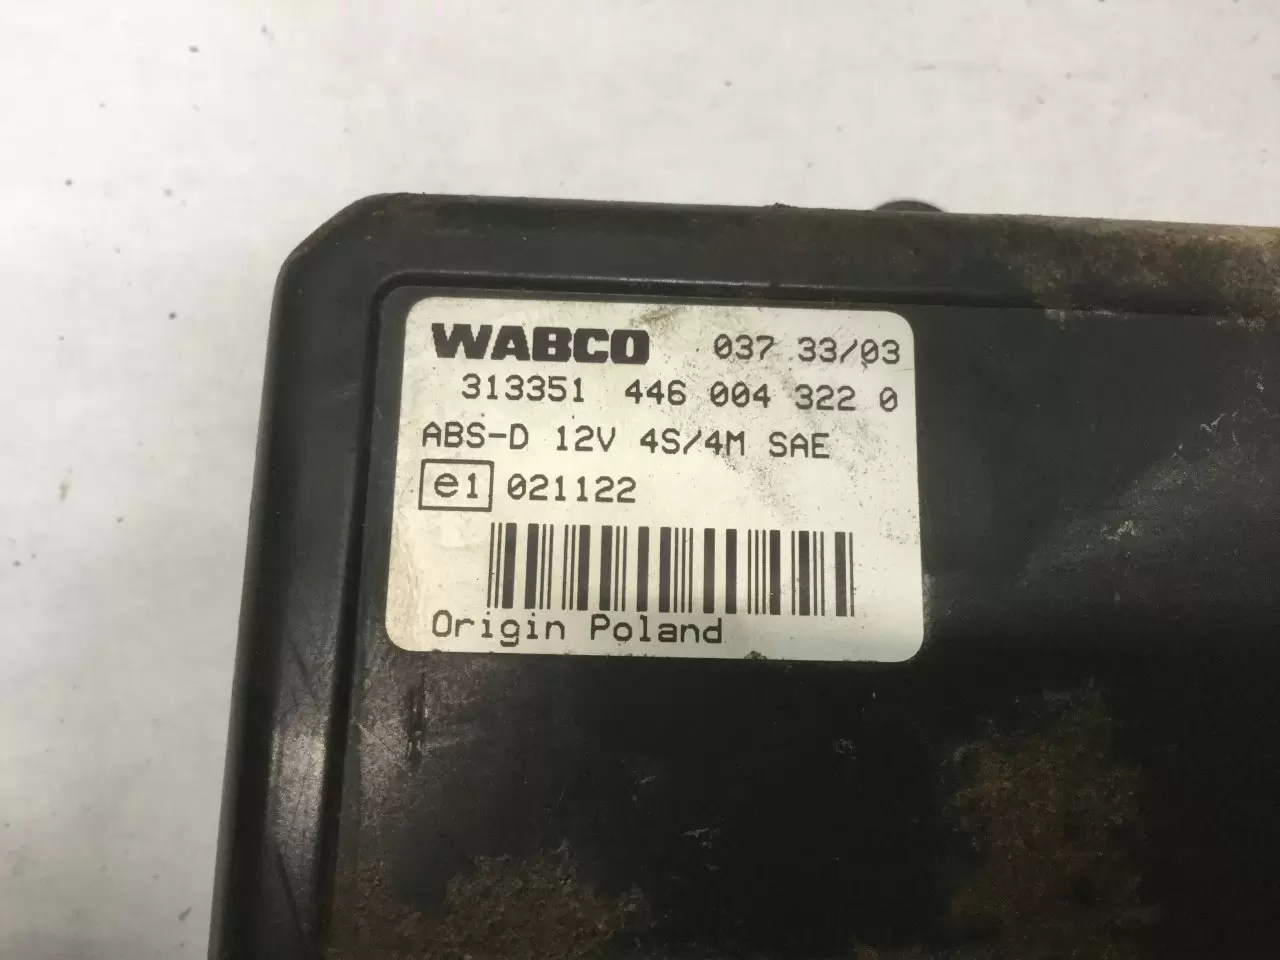 WABCO 037 33/03
313351 446 004 322 0
ABS-D 12V 4S/4M SAE
e1 021122
Origin Poland